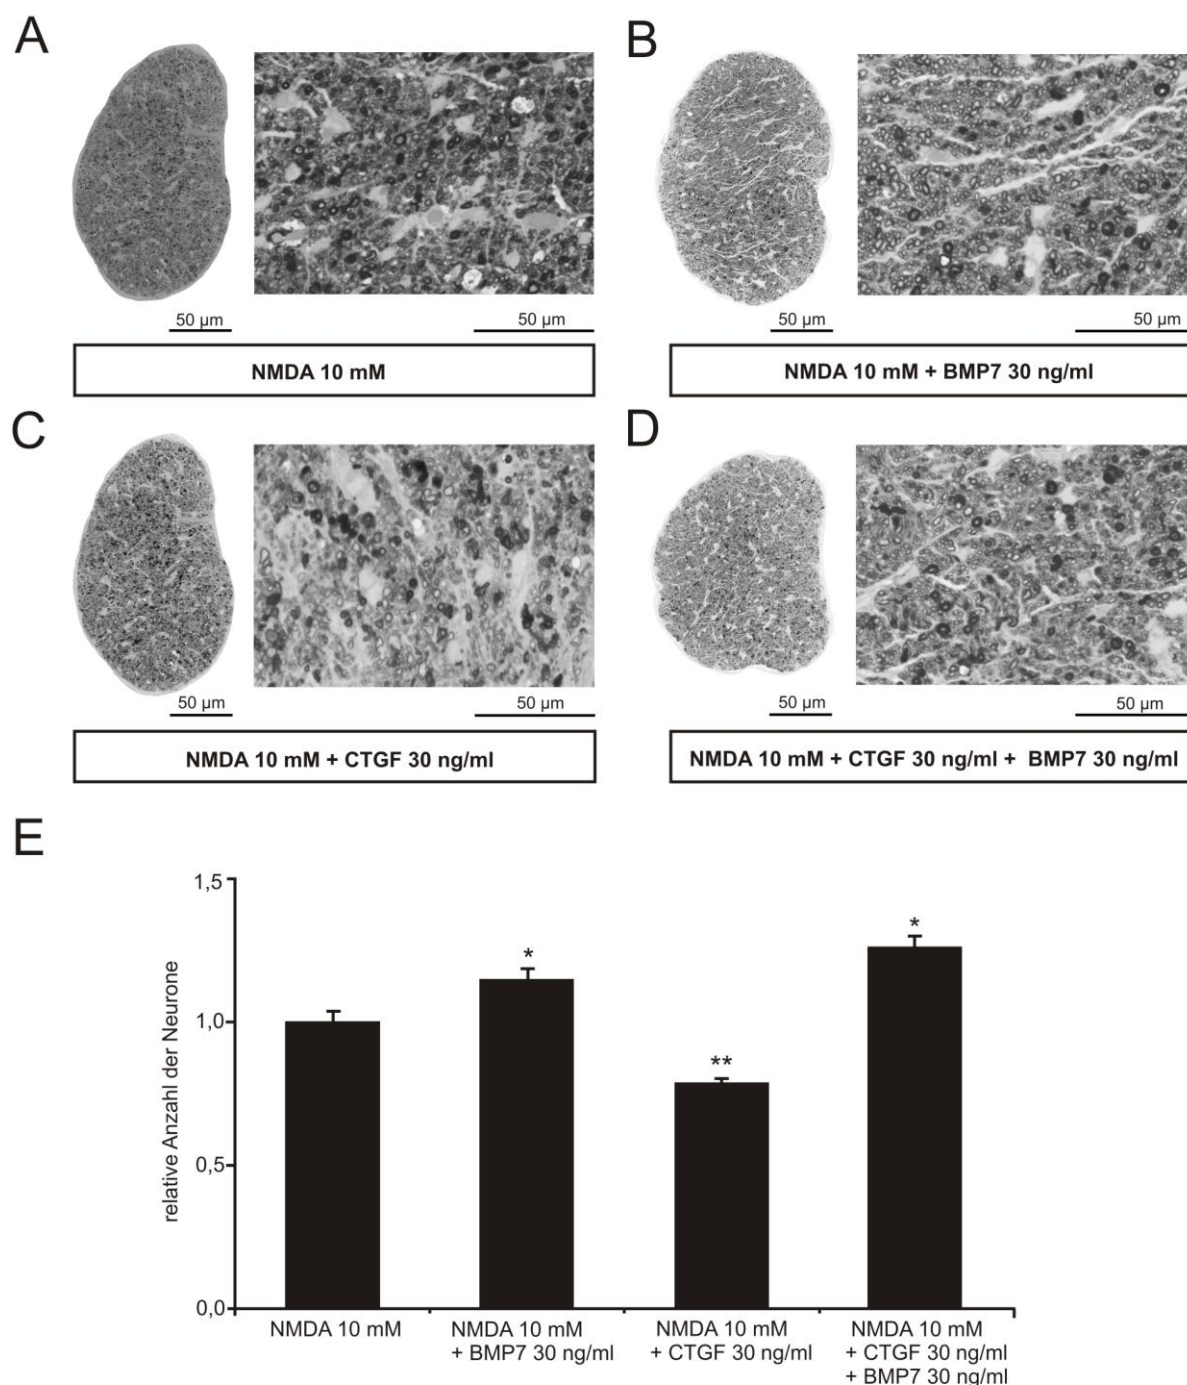 A
B
50 µm
50 µm
50 µm
50 µm
NMDA 10 mM
NMDA 10 mM + BMP7 30 ng/ml
C
D
50 µm
50 µm
50 µm
50 µm
NMDA 10 mM + CTGF 30 ng/ml
NMDA 10 mM + CTGF 30 ng/ml + BMP7 30 ng/ml
E
relative Anzahl der Neurone
1,5
1,0
0,5
0,0
*
**
*
NMDA 10 mM
NMDA 10 mM
+ BMP7 30 ng/ml
NMDA 10 mM
+ CTGF 30 ng/ml
NMDA 10 mM
+ CTGF 30 ng/ml
+ BMP7 30 ng/ml